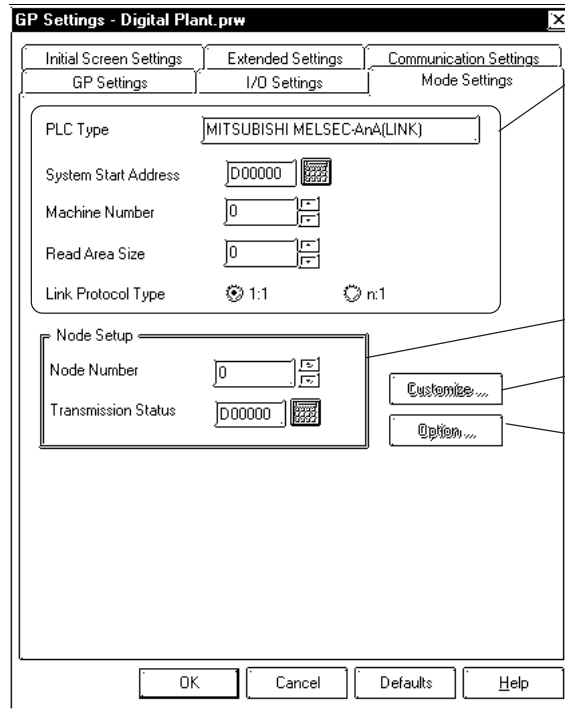 GP Settings - Digital Plant.prw
Initial Screen Settings Extended Settings Communication Settings
GP Settings I/O Settings Mode Settings
PLC Type MITSUBISHI MELSEC-AnA(LINK)
System Start Address D00000
Machine Number 0
Read Area Size 0
Link Protocol Type 1:1 n:1
Node Setup
Node Number 0
Transmission Status D00000
Customize ...
Option ...
OK Cancel Defaults Help